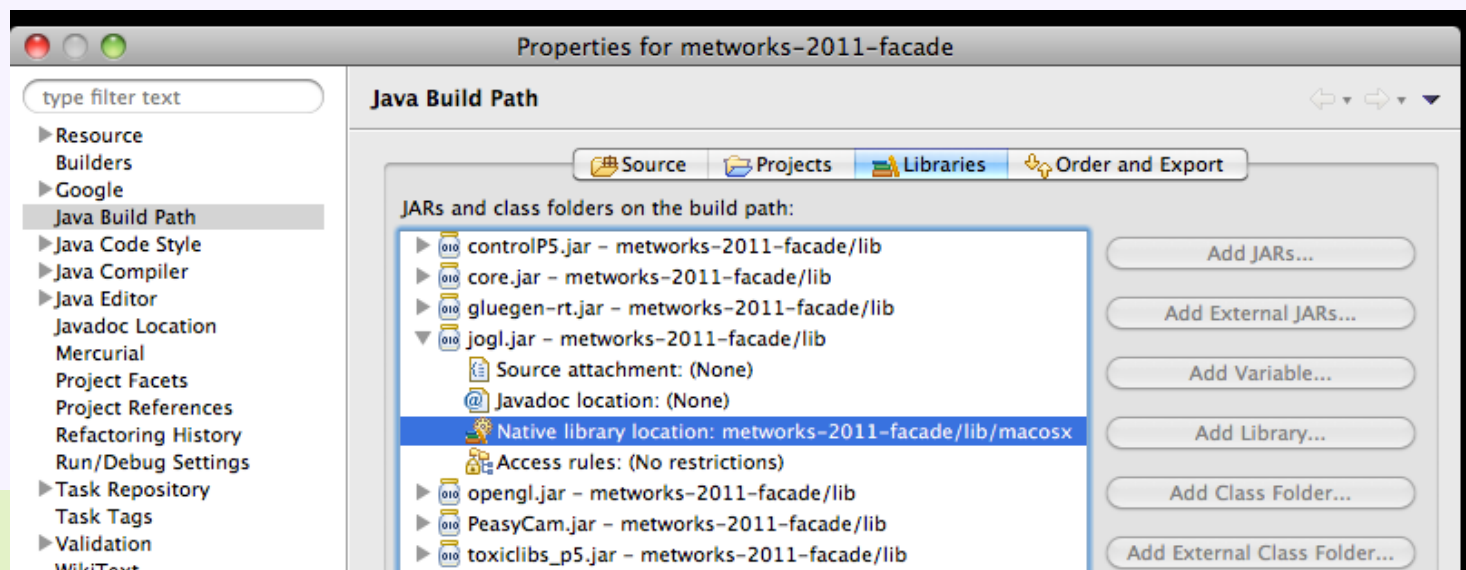 Properties for metworks-2011-facade
type filter text
Resource
Builders
Google
Java Build Path
Java Code Style
Java Compiler
Java Editor
Javadoc Location
Mercurial
Project Facets
Project References
Refactoring History
Run/Debug Settings
Task Repository
Task Tags
Validation
WikiText
Java Build Path
Source Projects Libraries Order and Export
JARs and class folders on the build path:
controlP5.jar – metworks-2011-facade/lib
core.jar – metworks-2011-facade/lib
gluegen-rt.jar – metworks-2011-facade/lib
jogl.jar – metworks-2011-facade/lib
Source attachment: (None)
Javadoc location: (None)
Native library location: metworks-2011-facade/lib/macosx
Access rules: (No restrictions)
opengl.jar – metworks-2011-facade/lib
PeasyCam.jar – metworks-2011-facade/lib
toxiclibs_p5.jar – metworks-2011-facade/lib
Add JARs...
Add External JARs...
Add Variable...
Add Library...
Add Class Folder...
Add External Class Folder...